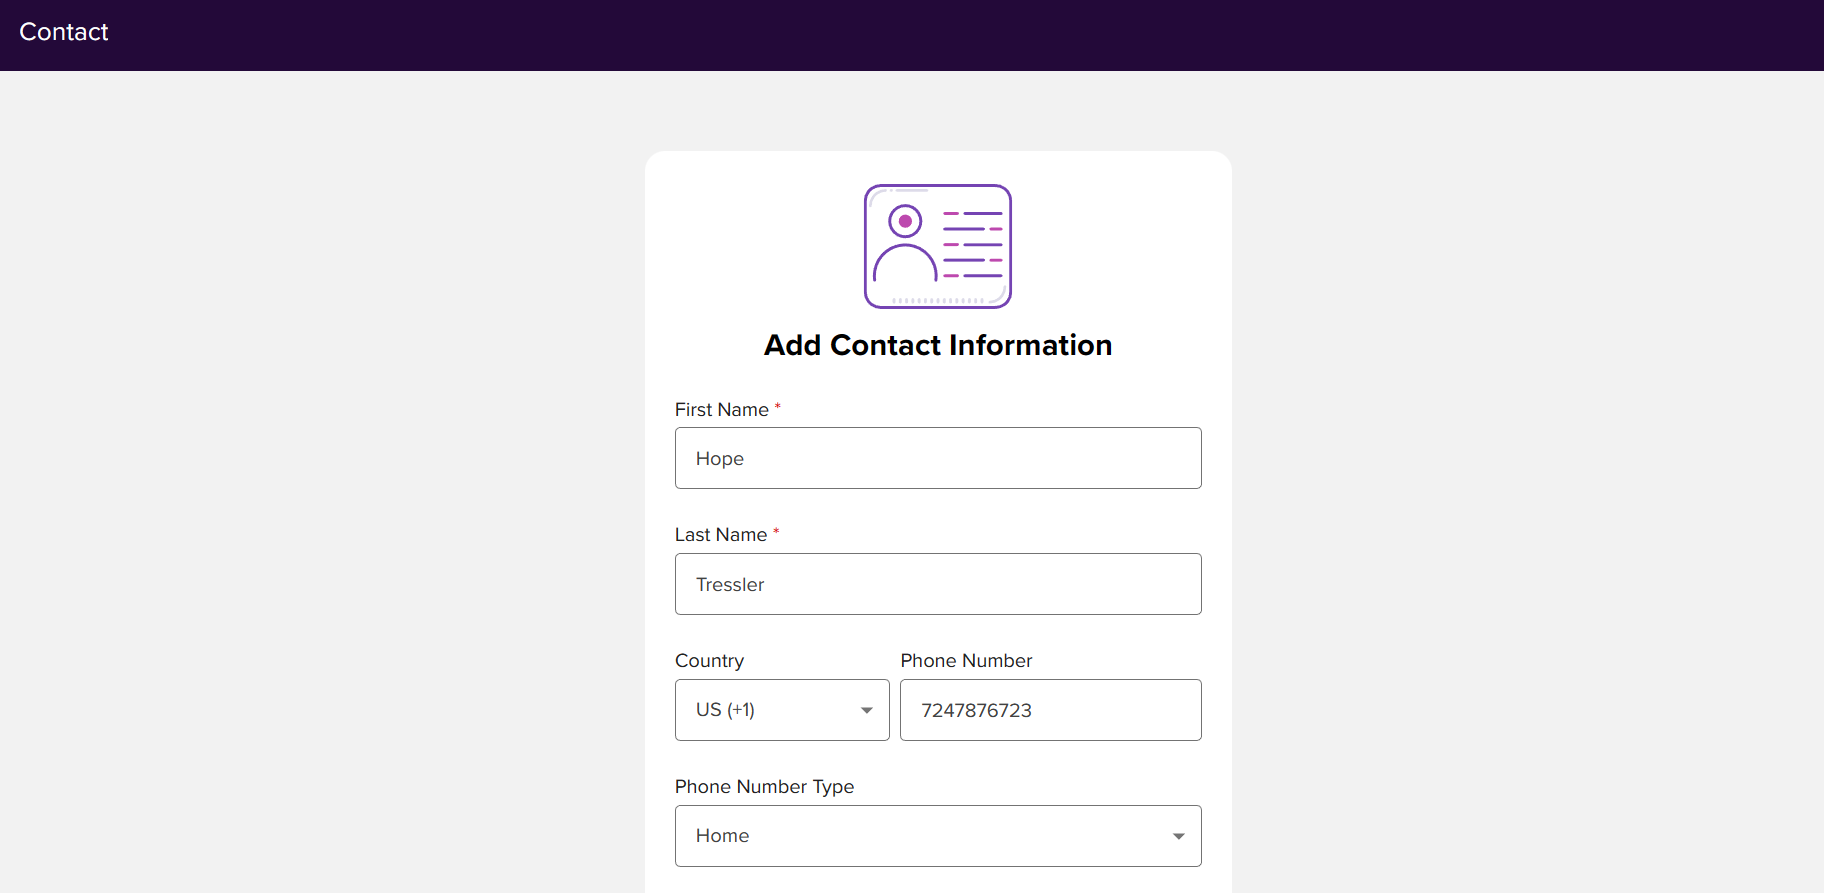 Contact
Add Contact Information
First Name *
Hope
Last Name *
Tressler
Country Phone Number
US (+1) 7247876723
Phone Number Type
Home